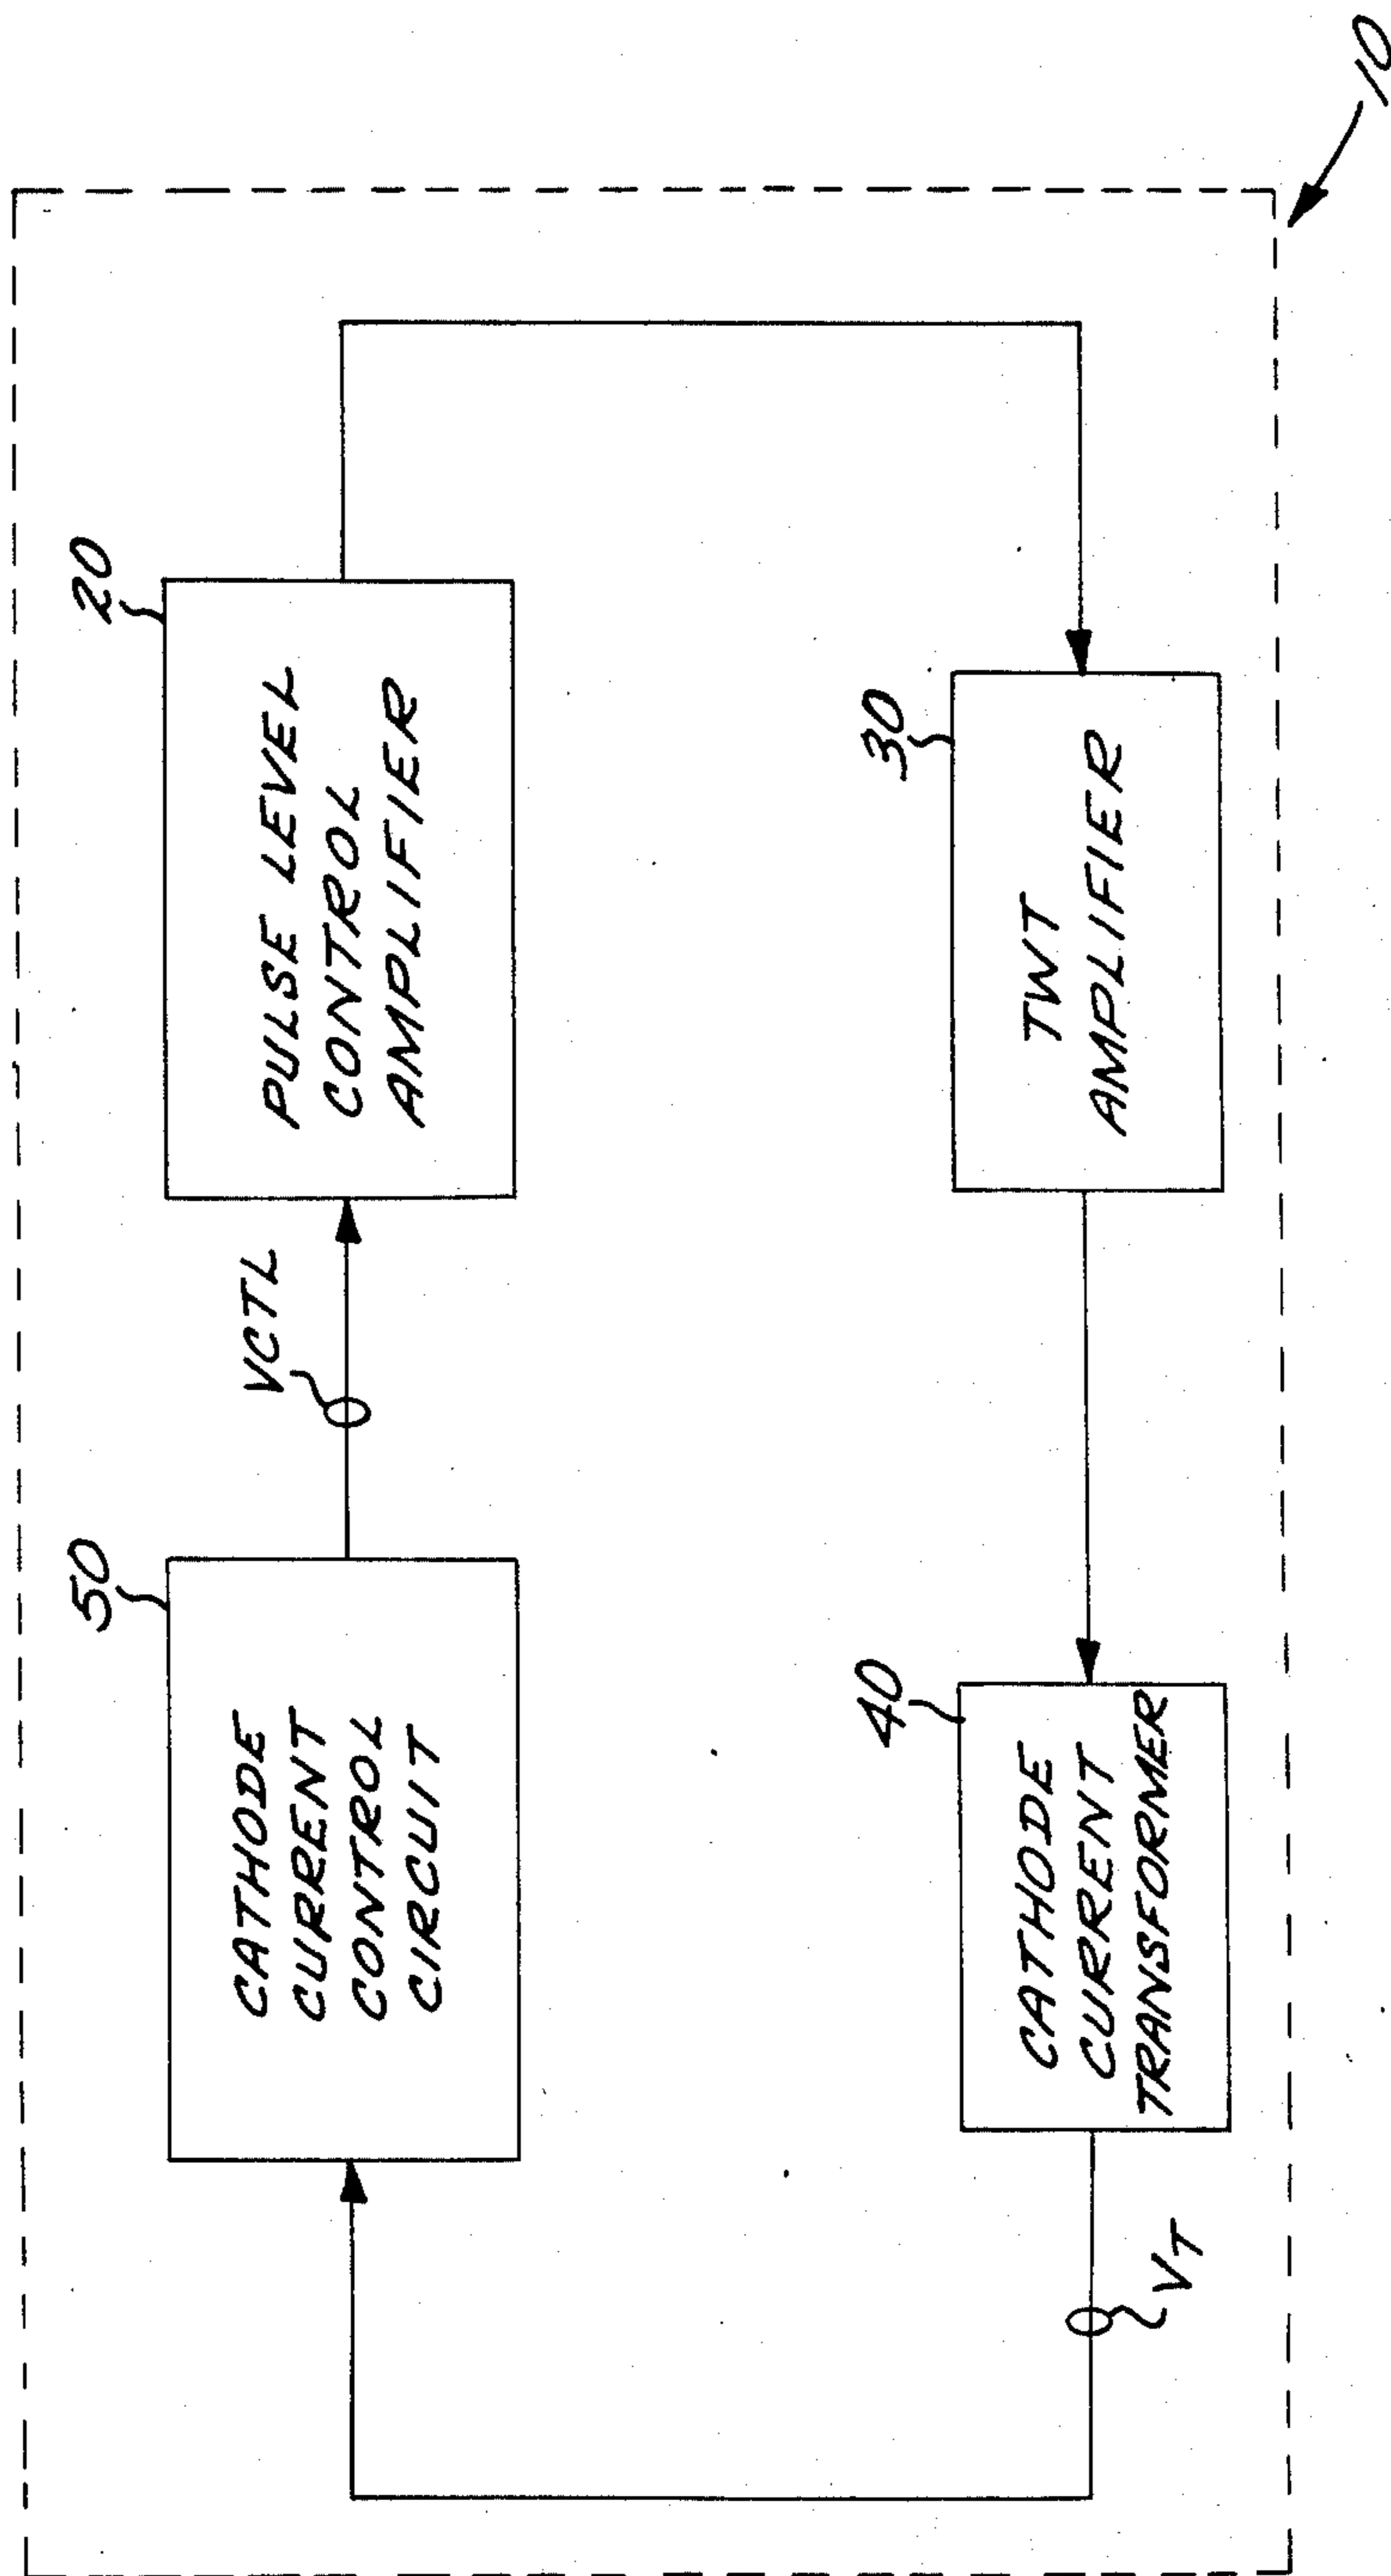 50
CATHODE
CURRENT
CONTROL
CIRCUIT
VCTL
20
PULSE LEVEL
CONTROL
AMPLIFIER
40
CATHODE
CURRENT
TRANSFORMER
VT
30
TWT
AMPLIFIER
10